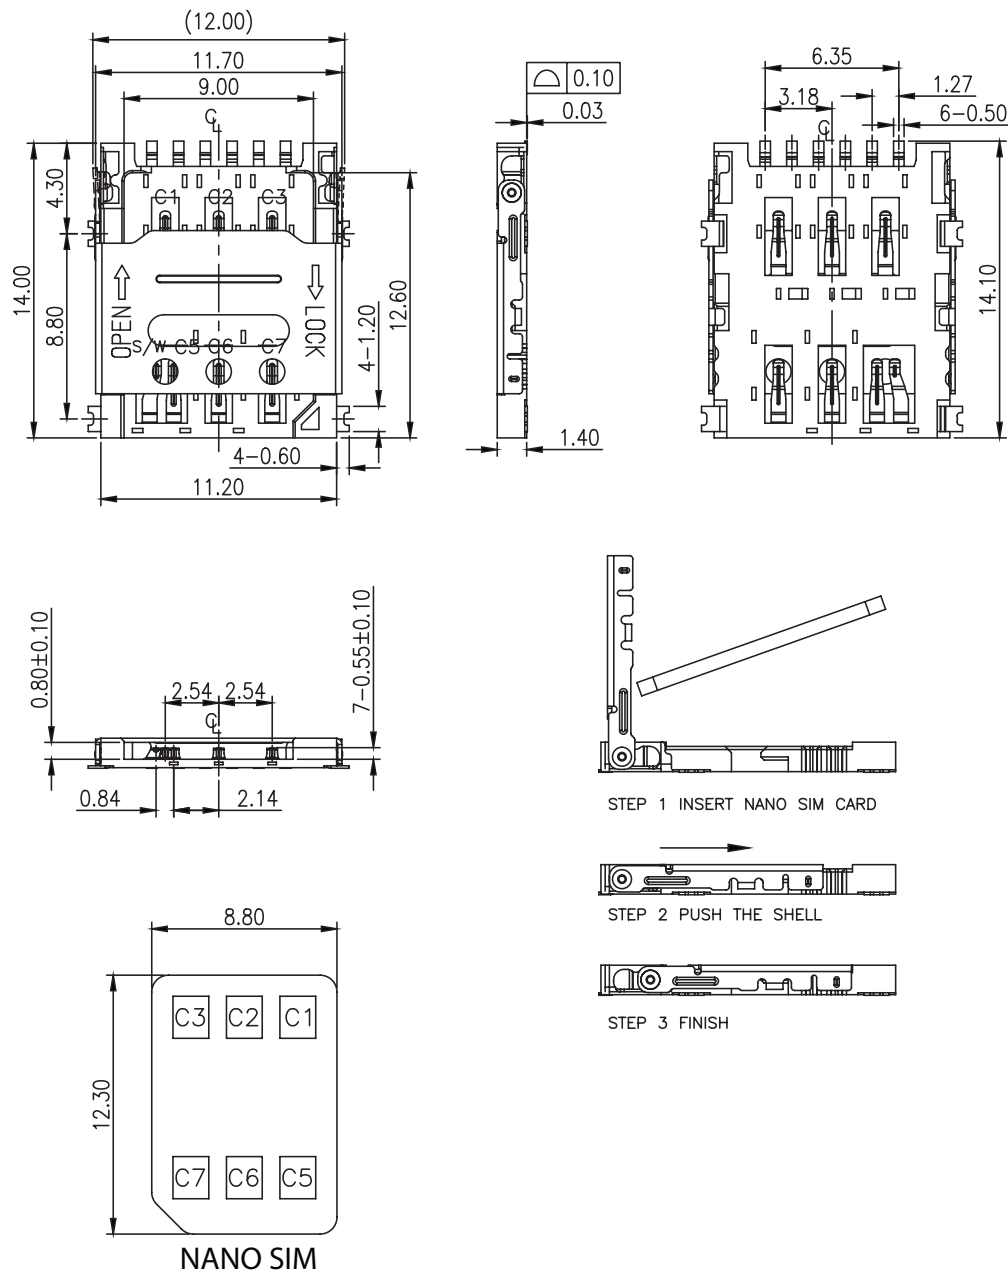 (12.00)
11.70
9.00
CL
4.30
14.00
8.80
12.60
4-1.20
C1 C2 C3
OPEN
LOCK
S/W C5 C6 C7
4-0.60
11.20
0.10
0.03
1.40
6.35
1.27
3.18
6-0.50
CL
14.10
0.80±0.10
7-0.55±0.10
2.54 2.54
CL
0.84
2.14
STEP 1 INSERT NANO SIM CARD
STEP 2 PUSH THE SHELL
STEP 3 FINISH
8.80
12.30
C3 C2 C1
C7 C6 C5
NANO SIM